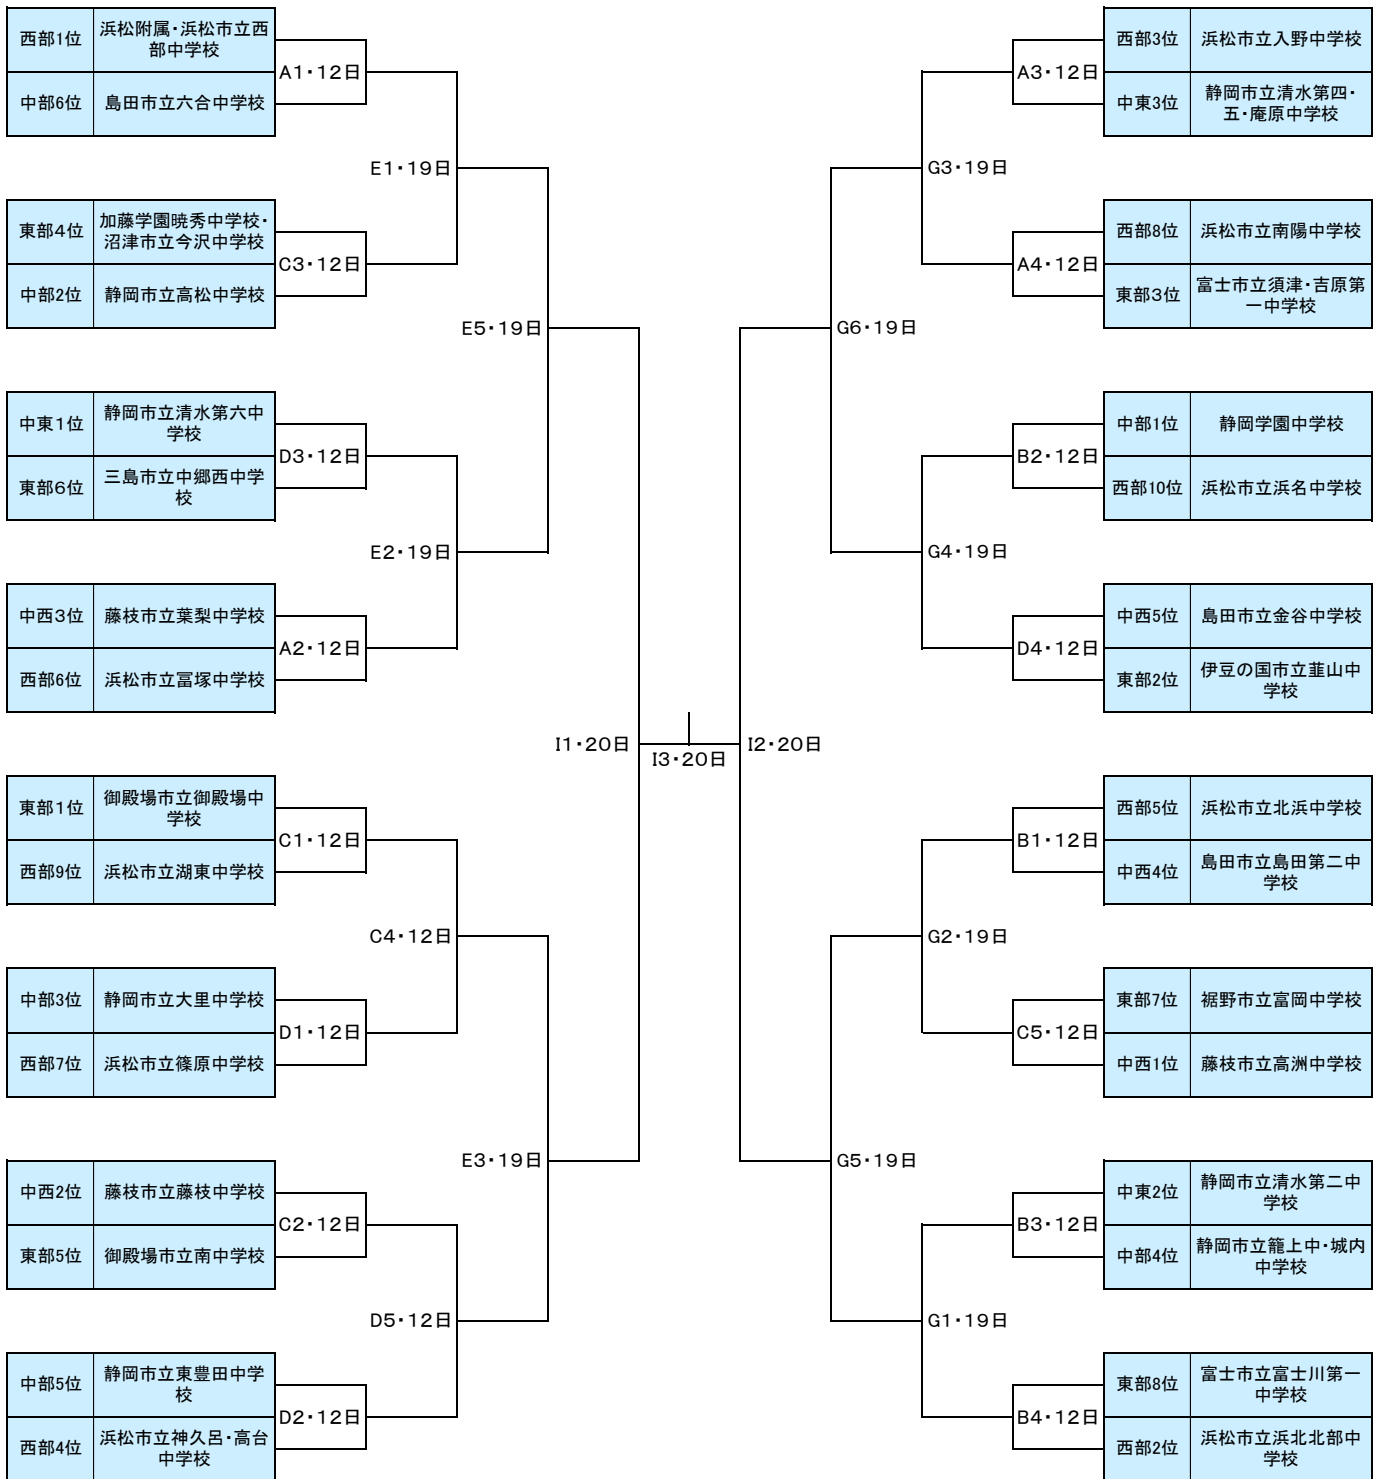 西部1位
浜松附属・浜松市立西
部中学校
A1・12日
中部6位
島田市立六合中学校
E1・19日
東部４位
加藤学園暁秀中学校・
沼津市立今沢中学校
C3・12日
中部2位
静岡市立高松中学校
E5・19日
中東１位
静岡市立清水第六中
学校
D3・12日
東部６位
三島市立中郷西中学
校
E2・19日
中西３位
藤枝市立葉梨中学校
A2・12日
西部6位
浜松市立冨塚中学校
I1・20日
東部１位
御殿場市立御殿場中
学校
C1・12日
西部9位
浜松市立湖東中学校
C4・12日
中部3位
静岡市立大里中学校
D1・12日
西部7位
浜松市立篠原中学校
E3・19日
中西2位
藤枝市立藤枝中学校
C2・12日
東部5位
御殿場市立南中学校
D5・12日
中部5位
静岡市立東豊田中学
校
D2・12日
西部4位
浜松市立神久呂・高台
中学校
I3・20日
西部3位
浜松市立入野中学校
A3・12日
中東3位
静岡市立清水第四・
五・庵原中学校
G3・19日
西部8位
浜松市立南陽中学校
A4・12日
東部３位
富士市立須津・吉原第
一中学校
G6・19日
中部1位
静岡学園中学校
B2・12日
西部10位
浜松市立浜名中学校
G4・19日
中西5位
島田市立金谷中学校
D4・12日
東部2位
伊豆の国市立韮山中
学校
I2・20日
西部5位
浜松市立北浜中学校
B1・12日
中西4位
島田市立島田第二中
学校
G2・19日
東部7位
裾野市立富岡中学校
C5・12日
中西1位
藤枝市立高洲中学校
G5・19日
中東2位
静岡市立清水第二中
学校
B3・12日
中部4位
静岡市立籠上中・城内
中学校
G1・19日
東部8位
富士市立富士川第一
中学校
B4・12日
西部2位
浜松市立浜北北部中
学校